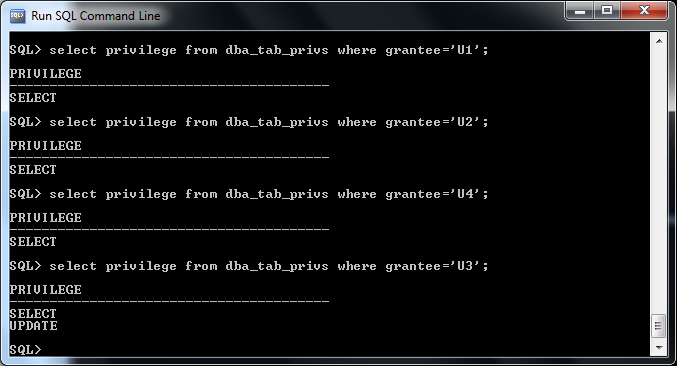 Run SQL Command Line
SQL> select privilege from dba_tab_privs where grantee='U1';
PRIVILEGE
----------------------------------------
SELECT
SQL> select privilege from dba_tab_privs where grantee='U2';
PRIVILEGE
----------------------------------------
SELECT
SQL> select privilege from dba_tab_privs where grantee='U4';
PRIVILEGE
----------------------------------------
SELECT
SQL> select privilege from dba_tab_privs where grantee='U3';
PRIVILEGE
----------------------------------------
SELECT
UPDATE
SQL>